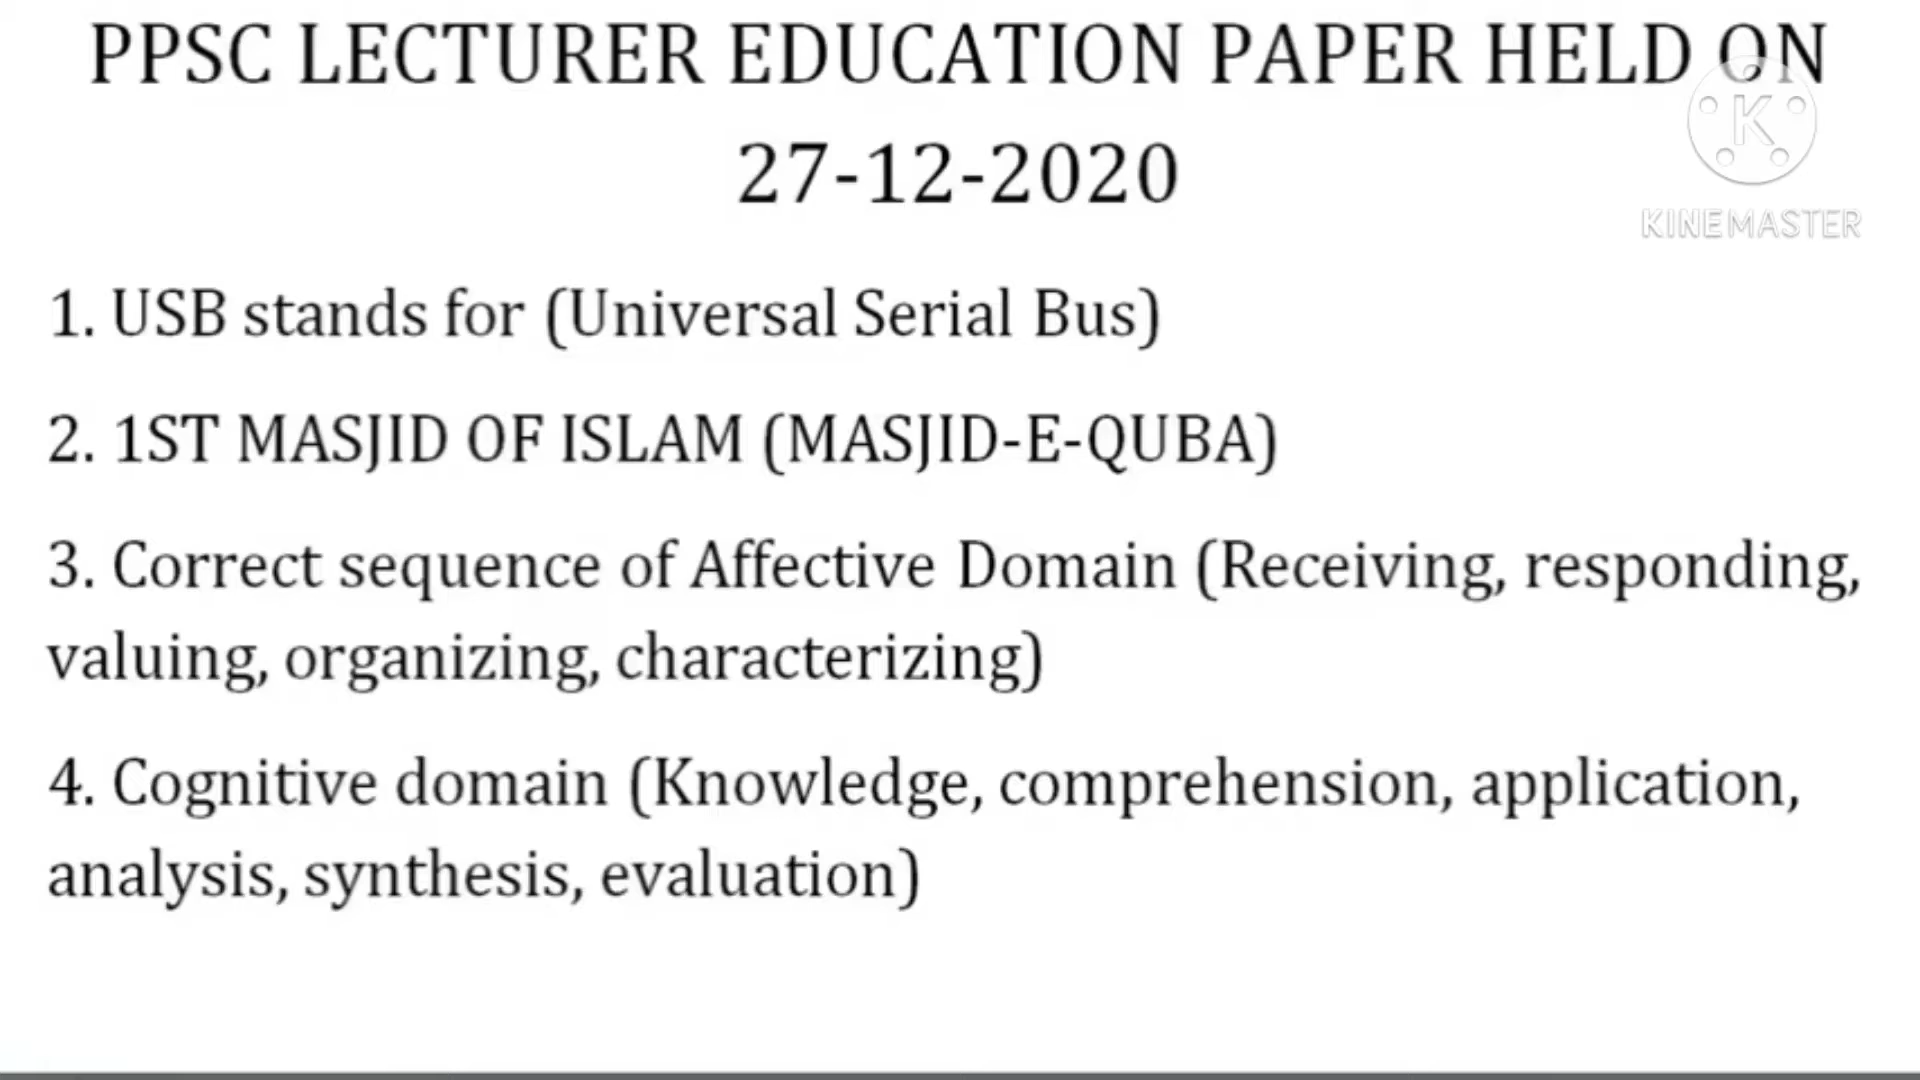 PPSC LECTURER EDUCATION PAPER HELD ON
27-12-2020
K
KINEMASTER
1. USB stands for (Universal Serial Bus)
2. 1ST MASJID OF ISLAM (MASJID-E-QUBA)
3. Correct sequence of Affective Domain (Receiving, responding,
valuing, organizing, characterizing)
4. Cognitive domain (Knowledge, comprehension, application,
analysis, synthesis, evaluation)